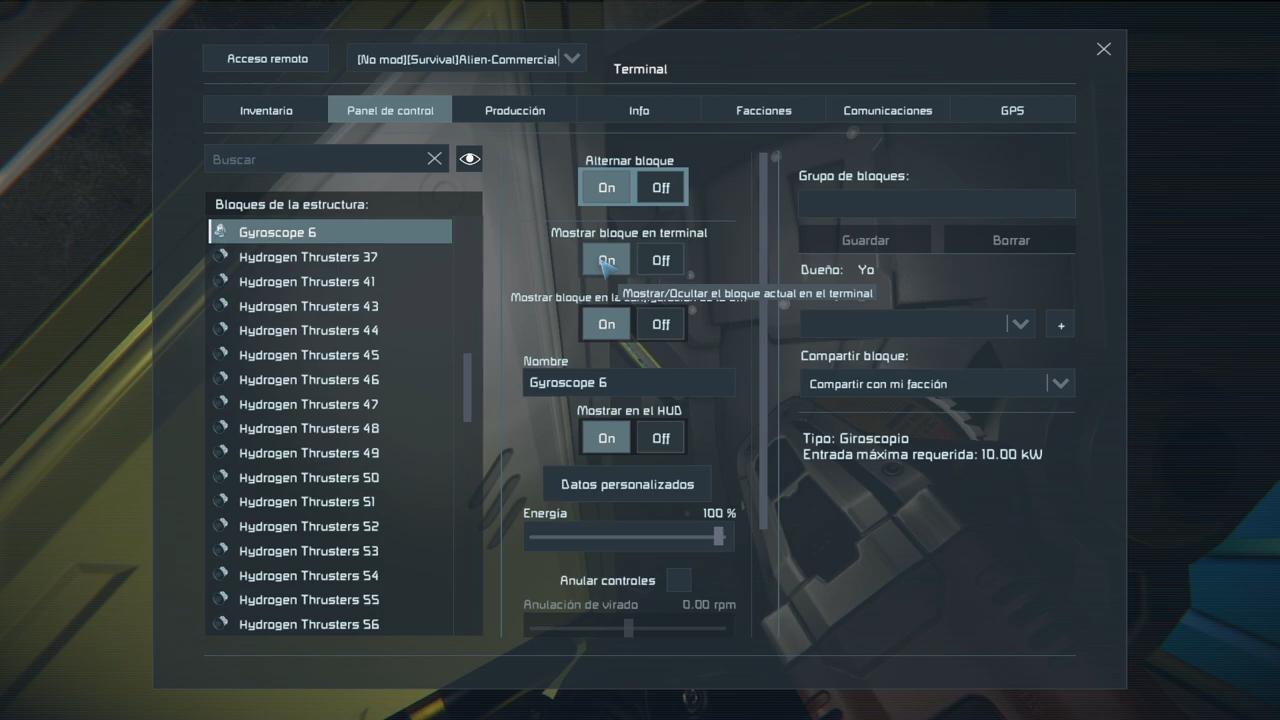 Acceso remoto
[No mod][Survival]Alien-Commercial
Terminal
Inventario
Panel de control
Producción
Info
Facciones
Comunicaciones
GPS
Buscar
Bloques de la estructura:
Gyroscope 6
Hydrogen Thrusters 37
Hydrogen Thrusters 41
Hydrogen Thrusters 43
Hydrogen Thrusters 44
Hydrogen Thrusters 45
Hydrogen Thrusters 46
Hydrogen Thrusters 47
Hydrogen Thrusters 48
Hydrogen Thrusters 49
Hydrogen Thrusters 50
Hydrogen Thrusters 51
Hydrogen Thrusters 52
Hydrogen Thrusters 53
Hydrogen Thrusters 54
Hydrogen Thrusters 55
Hydrogen Thrusters 56
Alternar bloque
On Off
Mostrar bloque en terminal
On Off
Mostrar/Ocultar el bloque actual en el terminal
Mostrar bloque en la
On Off
Nombre
Gyroscope 6
Mostrar en el HUD
On Off
Datos personalizados
Energía 100 %
Anular controles
Anulación de virado 0.00 rpm
Grupo de bloques:
Guardar
Borrar
Dueño: Yo
+
Compartir bloque:
Compartir con mi facción
Tipo: Giroscopio
Entrada máxima requerida: 10.00 kW